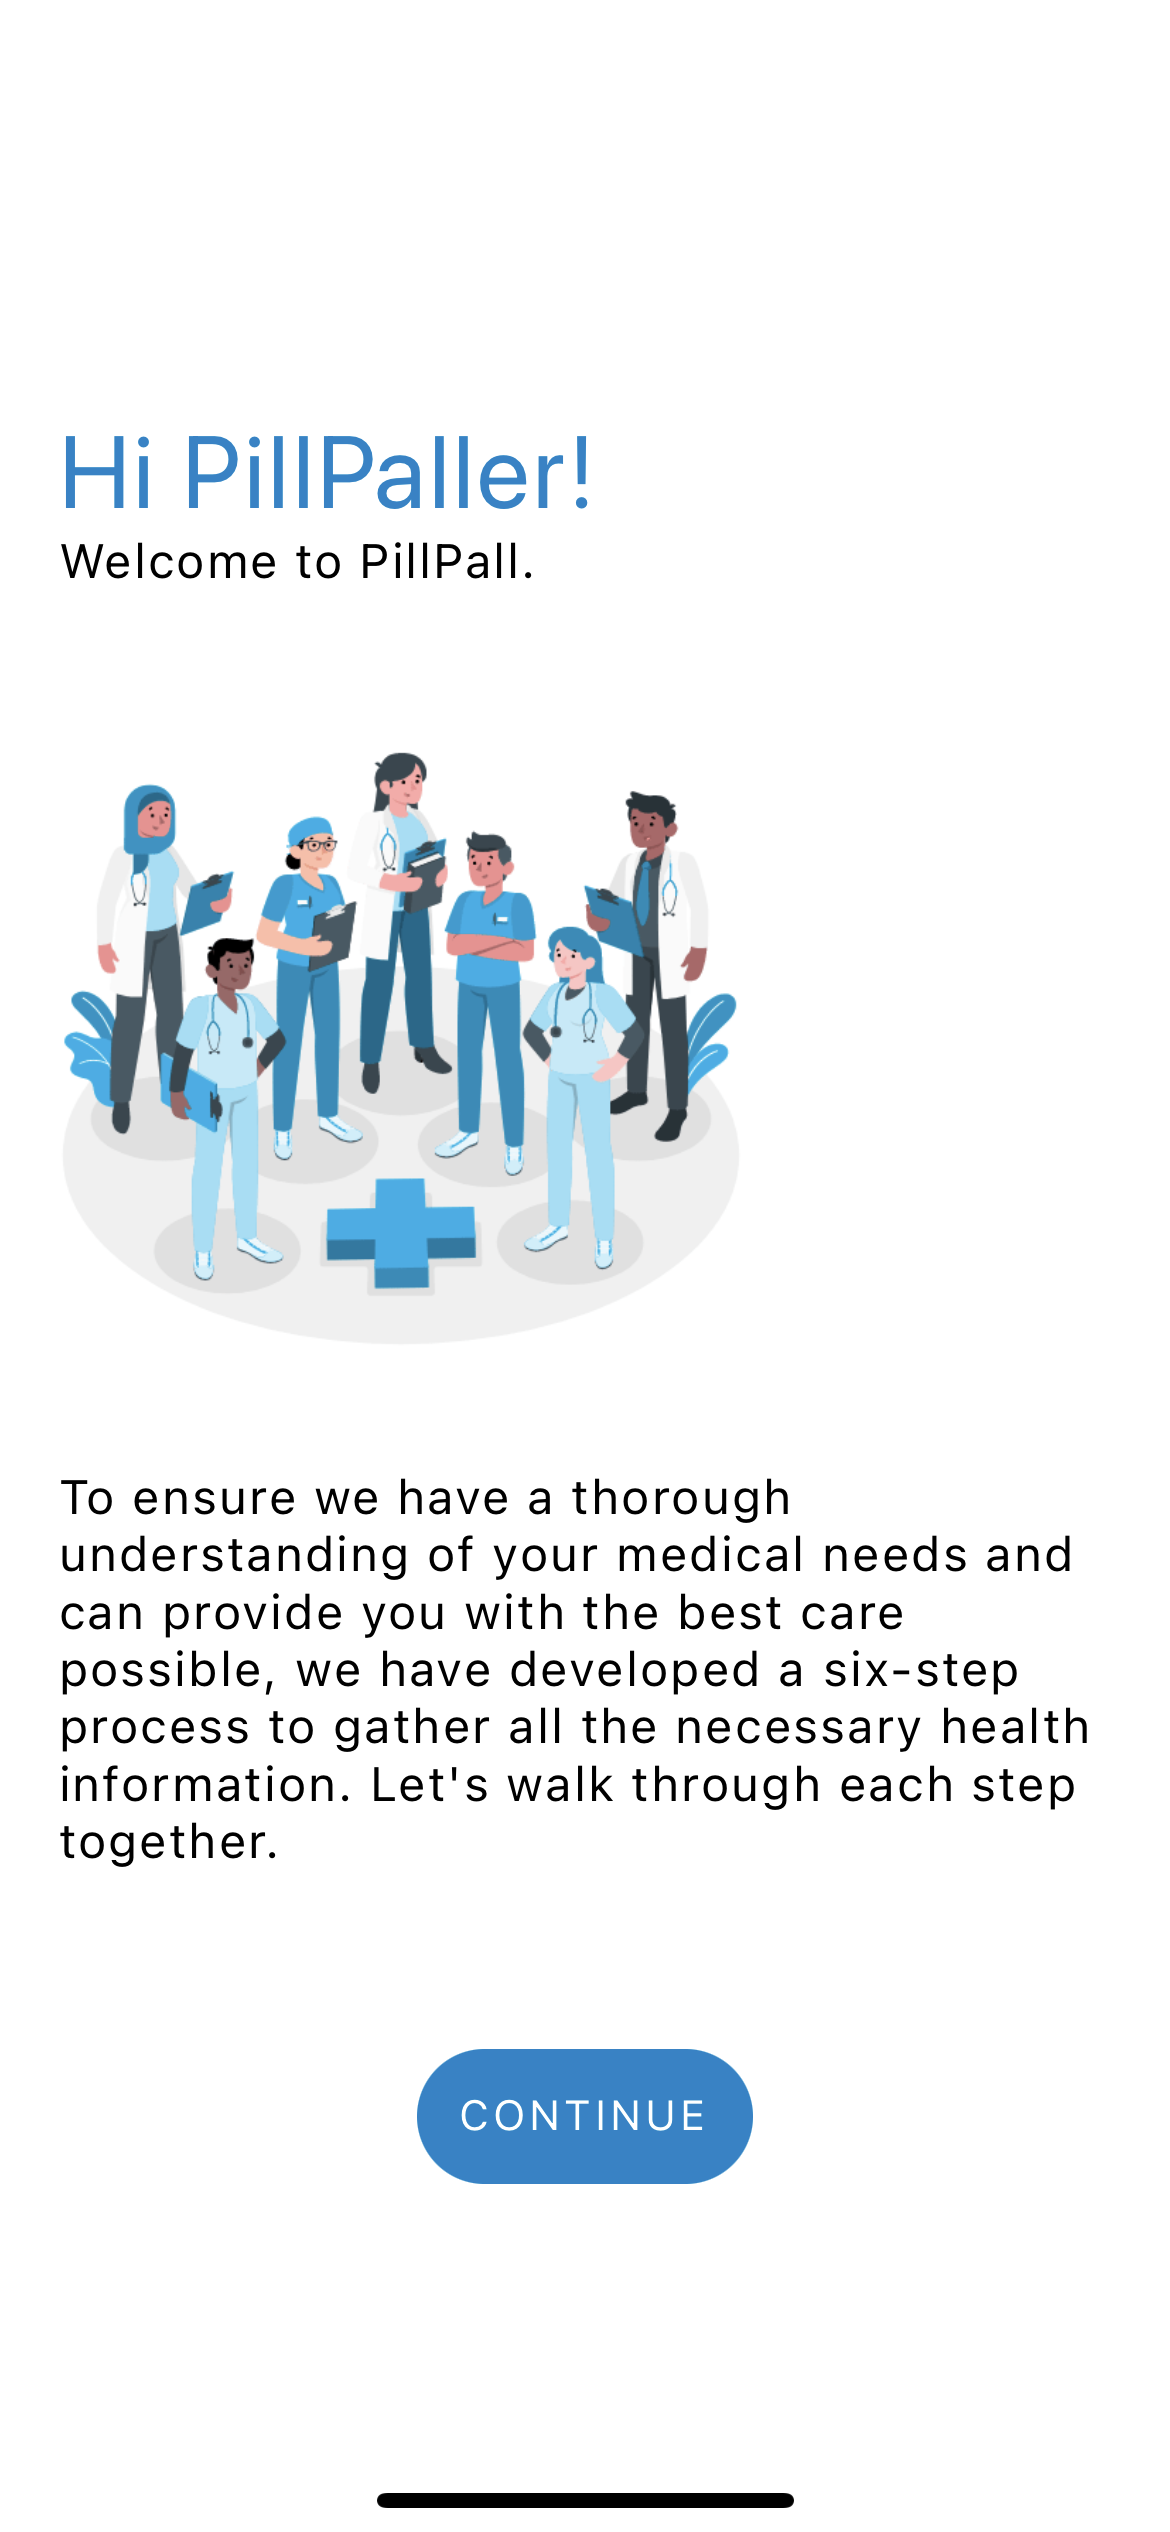 Hi PillPaller!
Welcome to PillPall.
To ensure we have a thorough
understanding of your medical needs and
can provide you with the best care
possible, we have developed a six-step
process to gather all the necessary health
information. Let's walk through each step
together.
CONTINUE